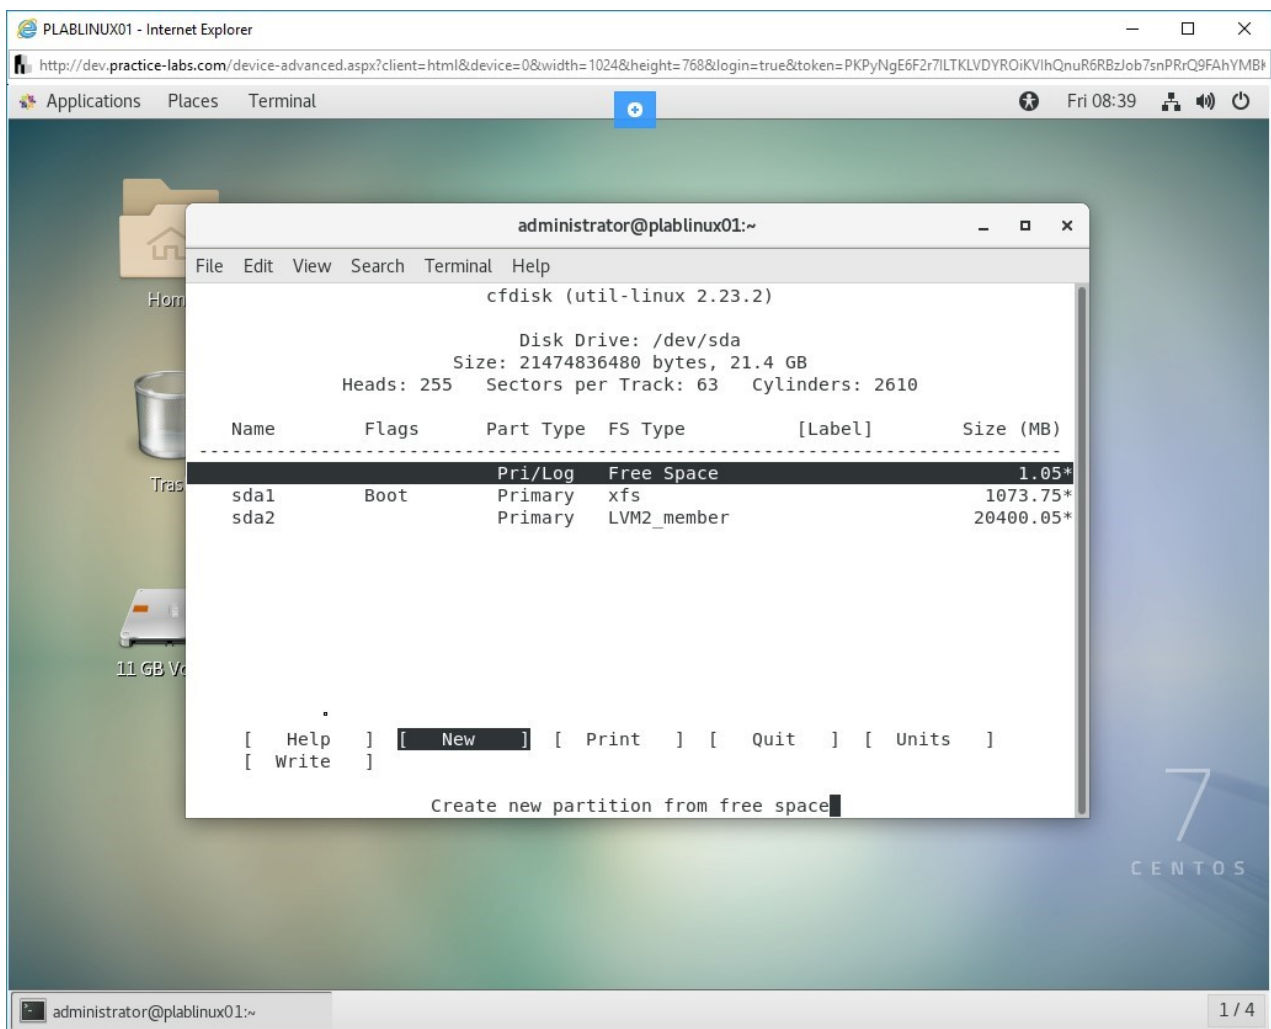 PLABLINUX01 - Internet Explorer
http://dev.practice-labs.com/device-advanced.aspx?client=html&device=0&width=1024&height=768&login=true&token=
Applications Places Terminal Fri 08:39
Home
Trash
11 GB Vo
administrator@plablinux01:~
File Edit View Search Terminal Help
cfdisk (util-linux 2.23.2)
Disk Drive: /dev/sda
Size: 21474836480 bytes, 21.4 GB
Heads: 255 Sectors per Track: 63 Cylinders: 2610
Name Flags Part Type FS Type [Label] Size (MB)
Pri/Log Free Space 1.05*
sda1 Boot Primary xfs 1073.75*
sda2 Primary LVM2_member 20400.05*
[ Help ] [ New ] [ Print ] [ Quit ] [ Units ]
[ Write ]
Create new partition from free space
7
CENTOS
administrator@plablinux01:~ 1 / 4